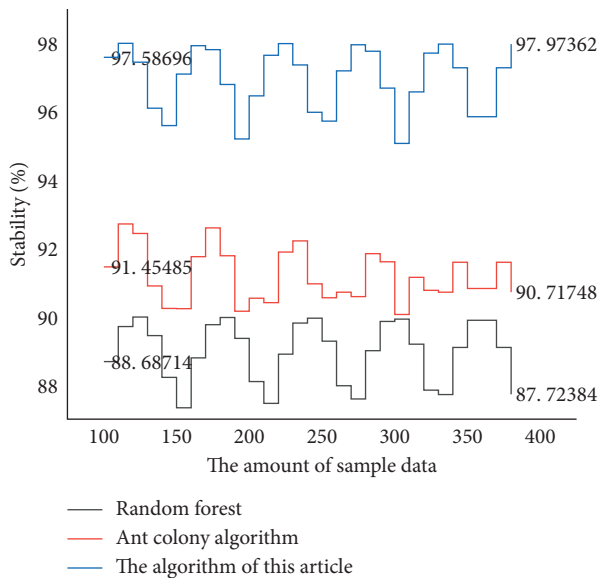 98
97. 58696
97. 97362
96
94
92
91. 45485
90. 71748
90
88. 68714
88
87. 72384
Stability (%)
100 150 200 250 300 350 400
The amount of sample data
Random forest
Ant colony algorithm
The algorithm of this article